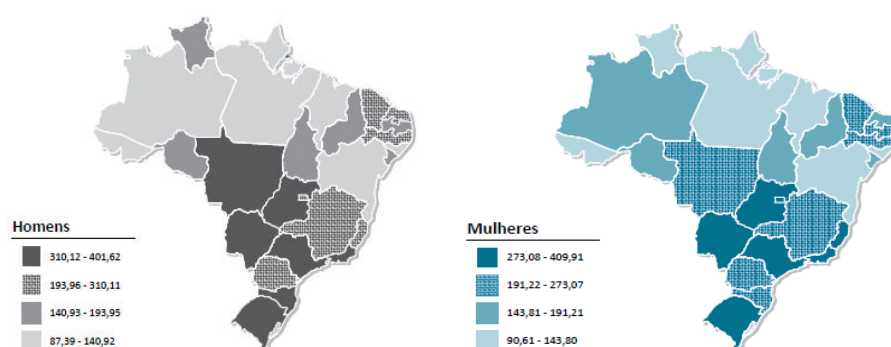 Homens
310,12 - 401,62
193,96 - 310,11
140,93 - 193,95
87,39 - 140,92
Mulheres
273,08 - 409,91
191,22 - 273,07
143,81 - 191,21
90,61 - 143,80